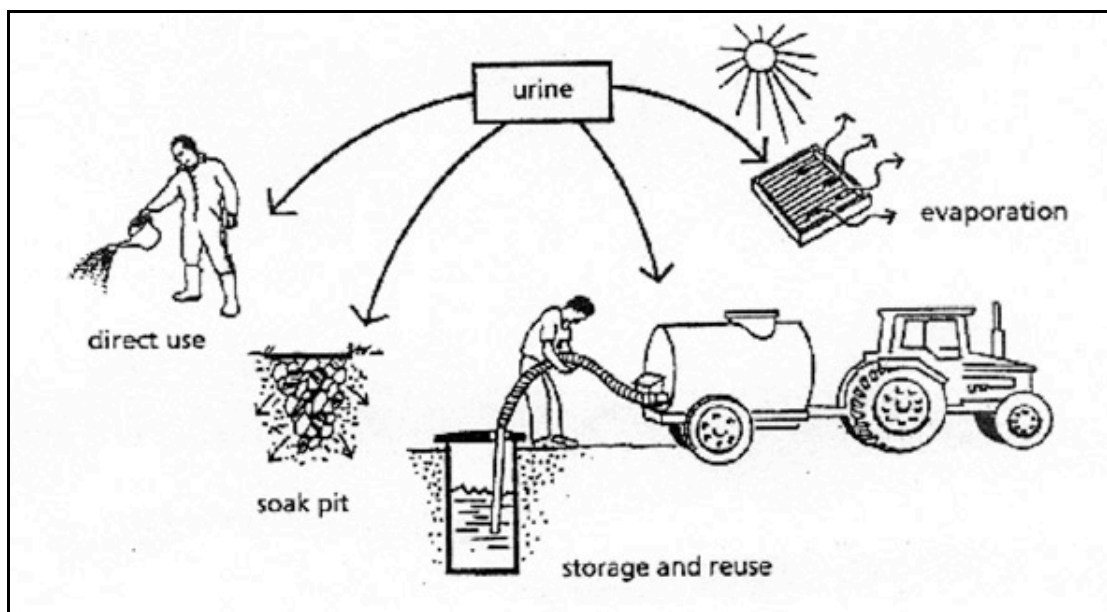 urine
evaporation
direct use
soak pit
storage and reuse